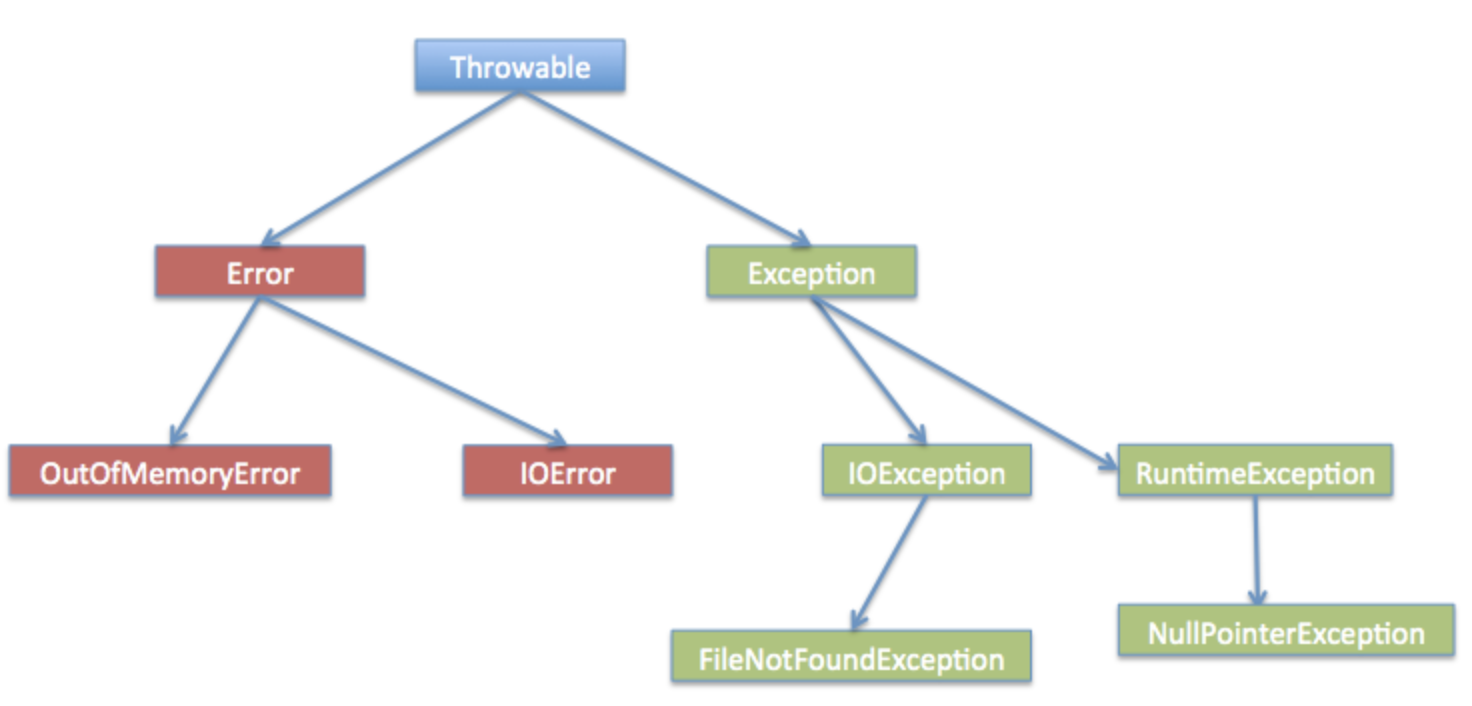 Throwable
Error
Exception
OutOfMemoryError
IOError
IOException
RuntimeException
NullPointerException
FileNotFoundException